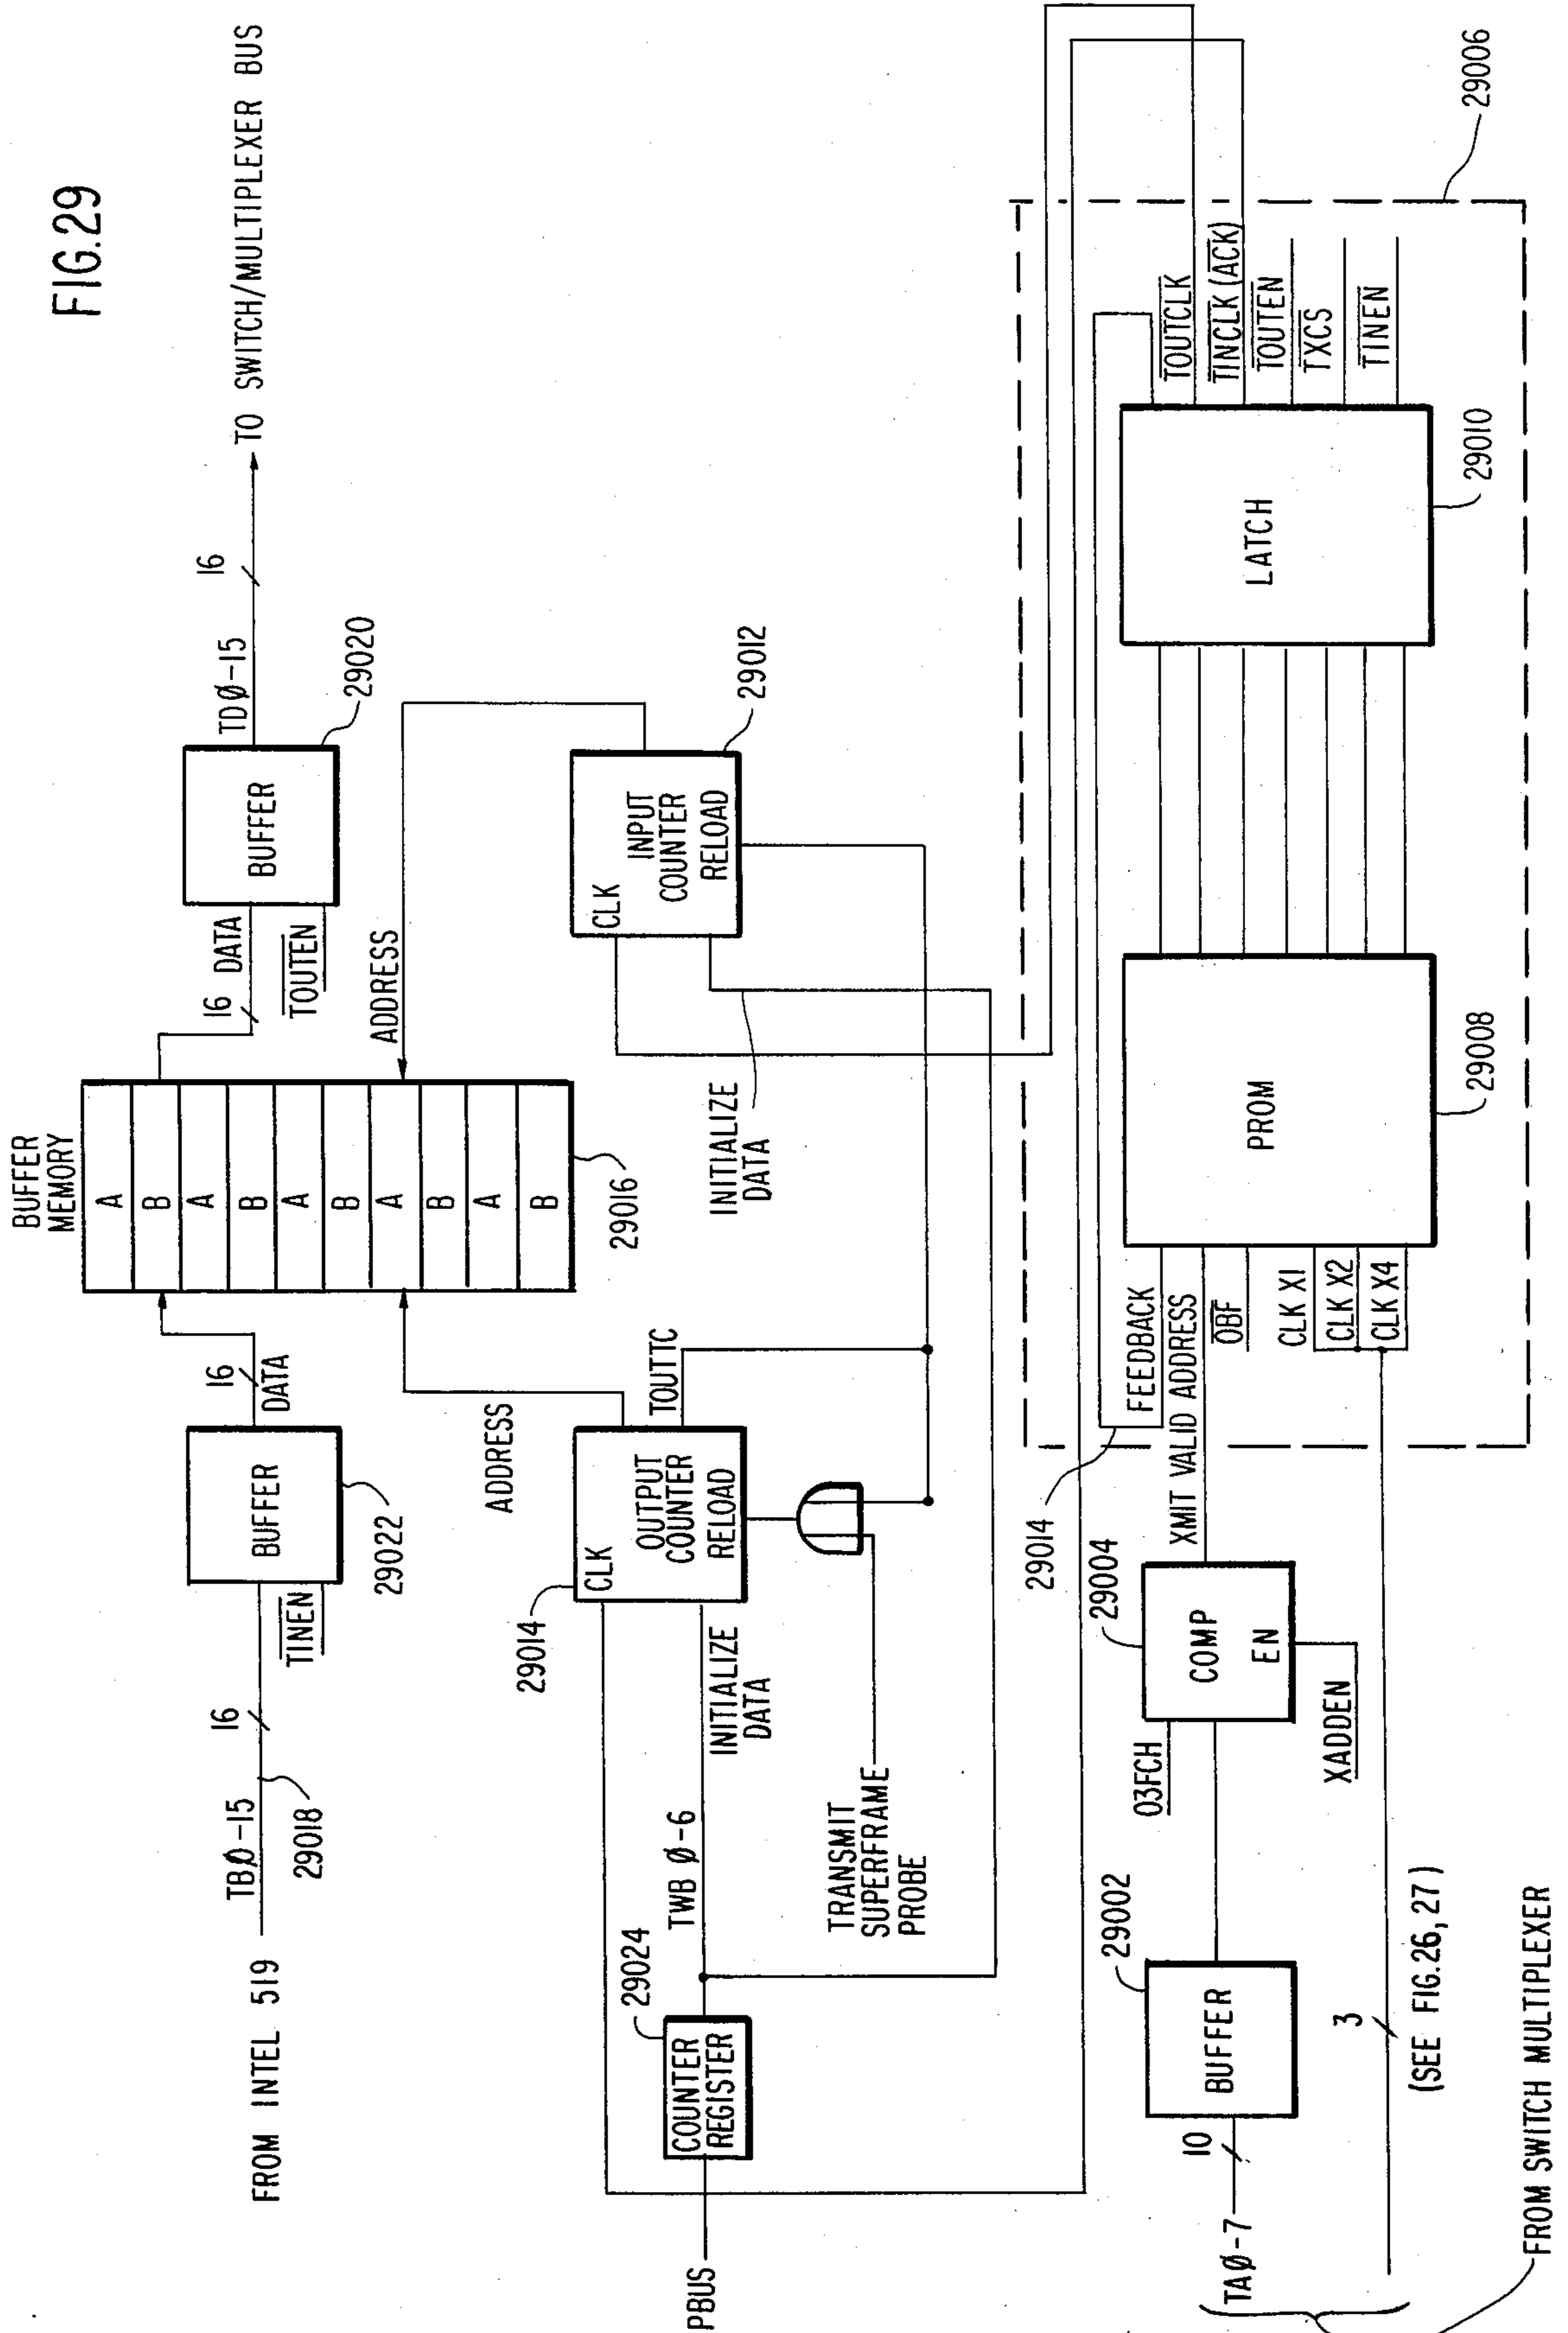 FIG.29
BUFFER
MEMORY
A
B
A
B
A
B
A
B
A
B
29016
FROM INTEL 519
TBØ-15
16
29018
TINEN
BUFFER
29022
16
DATA
16 DATA
TOUTEN
BUFFER
29020
TDØ-15
16
TO SWITCH/MULTIPLEXER BUS
ADDRESS
ADDRESS
PBUS
COUNTER
REGISTER
29024
TWB Ø-6
INITIALIZE
DATA
29014
CLK
OUTPUT
COUNTER
RELOAD
TOUTTC
TRANSMIT
SUPERFRAME
PROBE
INITIALIZE
DATA
CLK
INPUT
COUNTER
RELOAD
29012
TAØ-7
10
BUFFER
29002
03FCH
COMP
EN
29004
XADDEN
3
(SEE FIG.26, 27)
FROM SWITCH MULTIPLEXER
29014
FEEDBACK
XMIT VALID ADDRESS
OBF
CLK X1
CLK X2
CLK X4
PROM
29008
LATCH
29010
TOUTCLK
TINCLK (ACK)
TOUTEN
TXCS
TINEN
29006